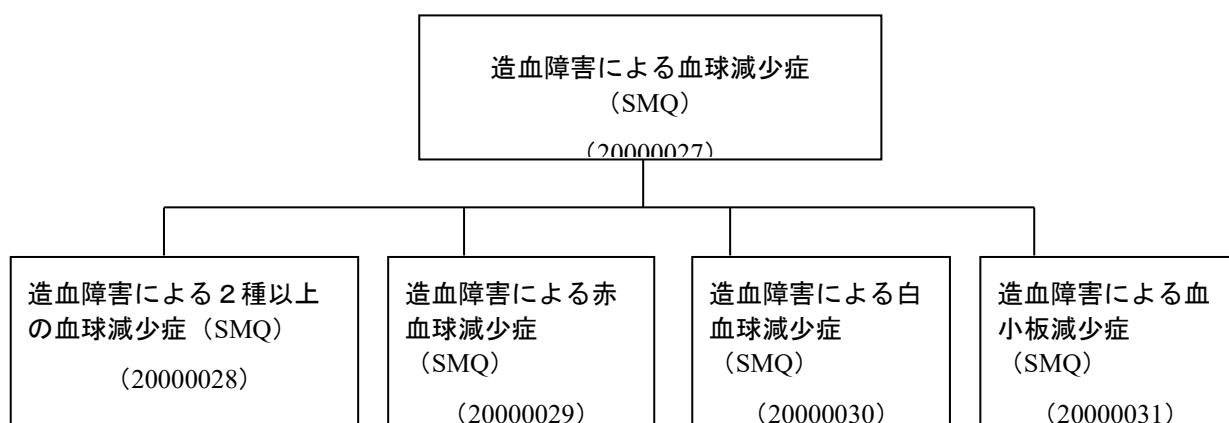 造血障害による血球減少症
（SMQ）
（20000027）
造血障害による２種以上
の血球減少症（SMQ）
（20000028）
造血障害による赤
血球減少症
（SMQ）
（20000029）
造血障害による白
血球減少症
（SMQ）
（20000030）
造血障害による血
小板減少症
（SMQ）
（20000031）